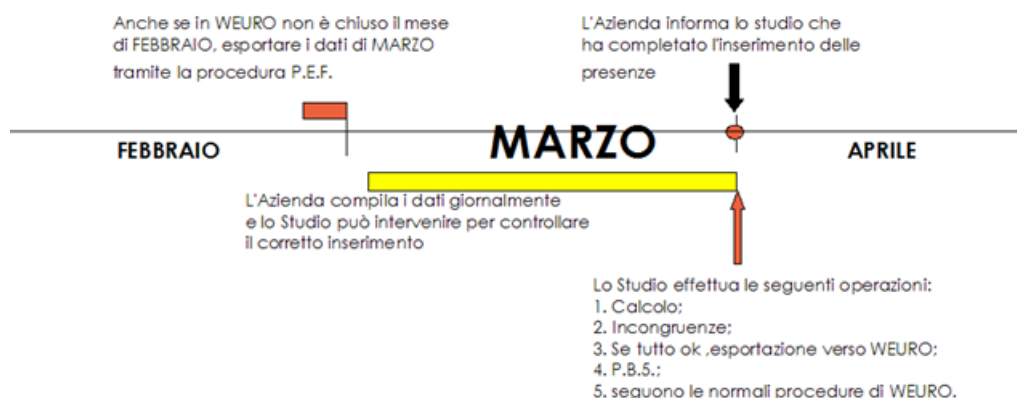 Anche se in WEURO non è chiuso il mese
di FEBBRAIO, esportare i dati di MARZO
tramite la procedura P.E.F.
L'Azienda informa lo studio che
ha completato l'inserimento delle
presenze
FEBBRAIO
MARZO
APRILE
L'Azienda compila i dati giornalmente
e lo Studio può intervenire per controllare
il corretto inserimento
Lo Studio effettua le seguenti operazioni:
1. Calcolo;
2. Incongruenze;
3. Se tutto ok ,esportazione verso WEURO;
4. P.B.5.;
5. seguono le normali procedure di WEURO.